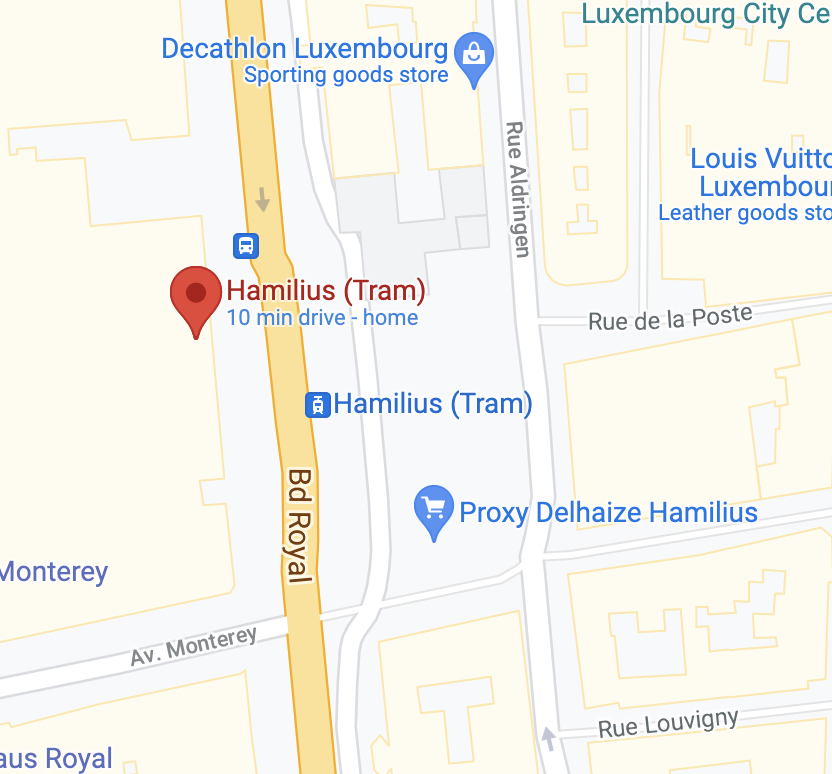 Luxembourg City Ce
Decathlon Luxembourg
Sporting goods store
Rue Aldringen
Louis Vuitto
Luxembour
Leather goods sto
Hamilius (Tram)
10 min drive - home
Rue de la Poste
Hamilius (Tram)
Bd Royal
Proxy Delhaize Hamilius
Monterey
Av. Monterey
Rue Louvigny
aus Royal